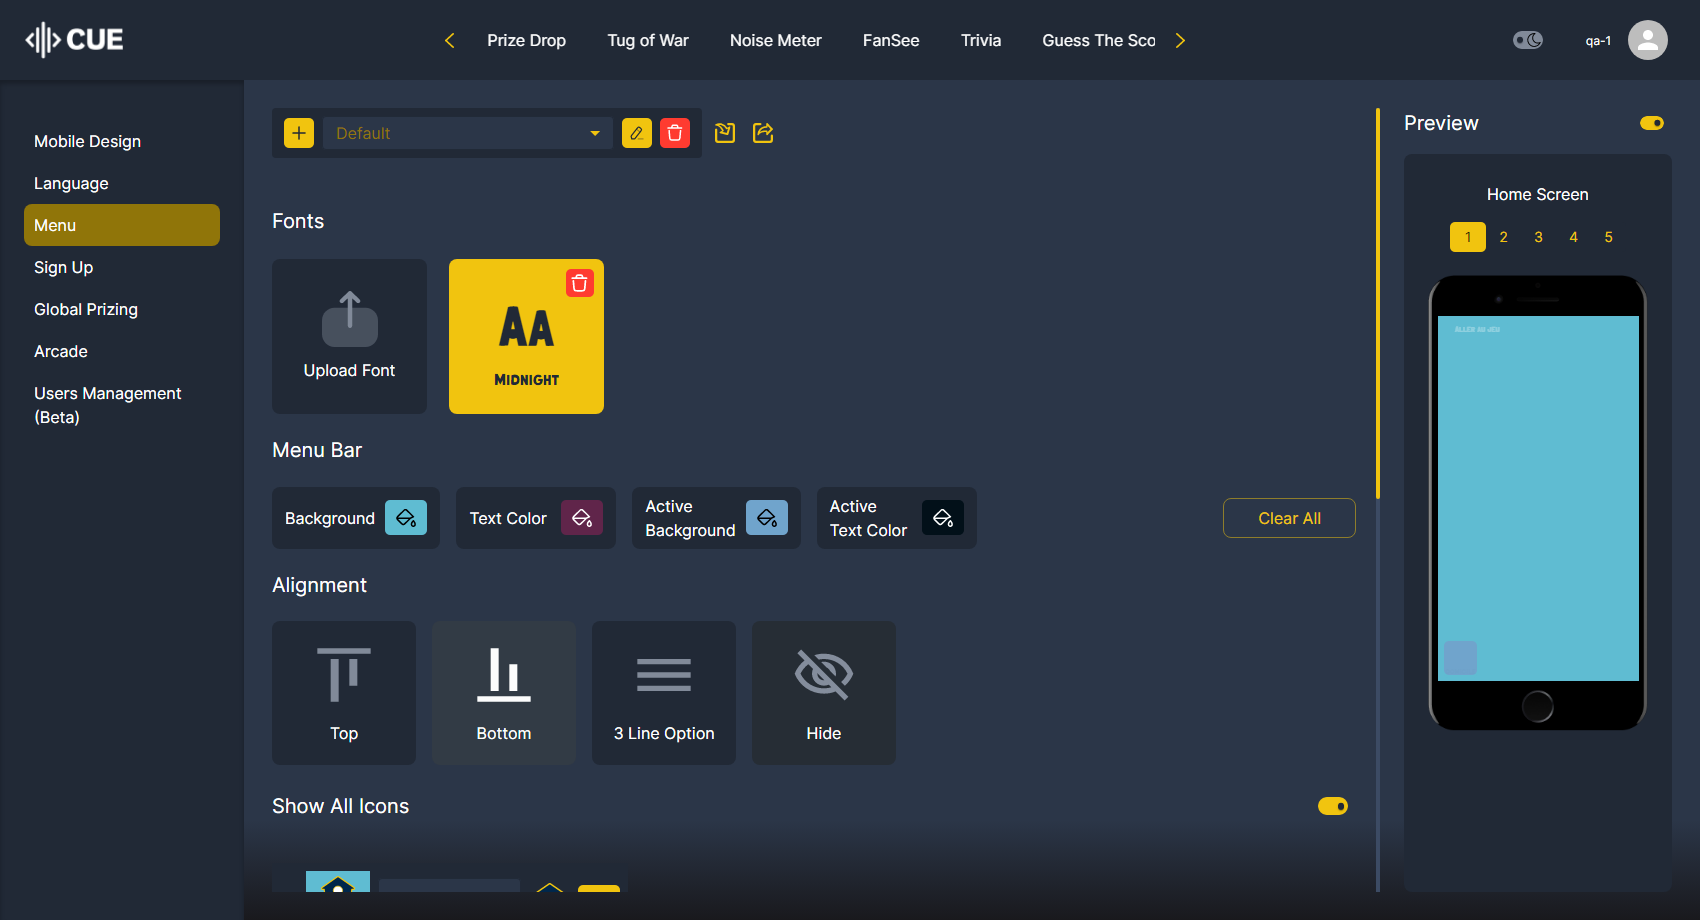 CUE
Prize Drop
Tug of War
Noise Meter
FanSee
Trivia
Guess The Sco
qa-1
Mobile Design
Language
Menu
Sign Up
Global Prizing
Arcade
Users Management
(Beta)
Default
Fonts
Upload Font
Aa
Midnight
Menu Bar
Background
Text Color
Active
Background
Active
Text Color
Clear All
Alignment
Top
Bottom
3 Line Option
Hide
Show All Icons
Preview
Home Screen
1 2 3 4 5